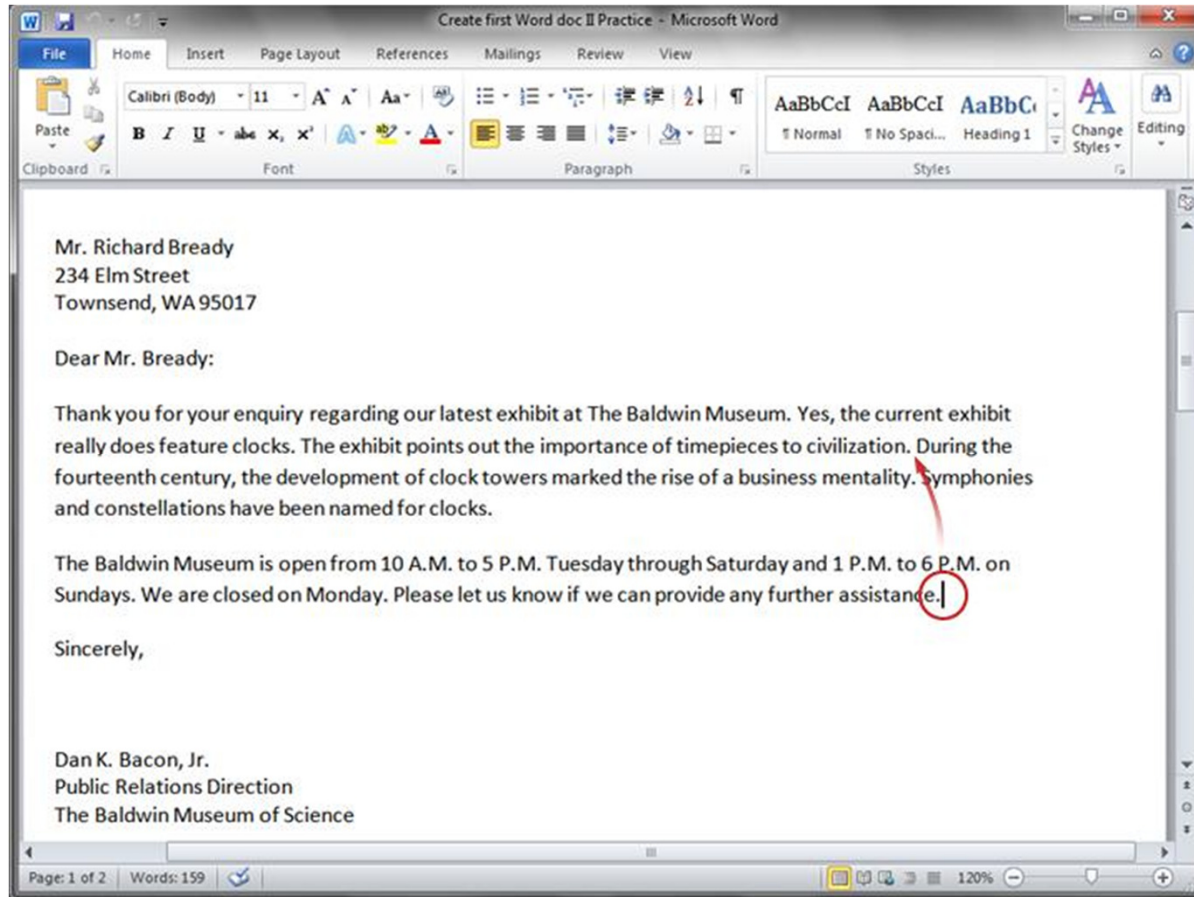 Create first Word doc II Practice - Microsoft Word
File Home Insert Page Layout References Mailings Review View
Calibri (Body) 11 A A Aa
AaBbCcI AaBbCcI AaBbC
Paste B I U abc x, x² A A
¶ Normal ¶ No Spaci... Heading 1 Change Styles Editing
Clipboard Font Paragraph Styles
Mr. Richard Bready
234 Elm Street
Townsend, WA 95017
Dear Mr. Bready:
Thank you for your enquiry regarding our latest exhibit at The Baldwin Museum. Yes, the current exhibit
really does feature clocks. The exhibit points out the importance of timepieces to civilization. During the
fourteenth century, the development of clock towers marked the rise of a business mentality. Symphonies
and constellations have been named for clocks.
The Baldwin Museum is open from 10 A.M. to 5 P.M. Tuesday through Saturday and 1 P.M. to 6 P.M. on
Sundays. We are closed on Monday. Please let us know if we can provide any further assistance.
Sincerely,
Dan K. Bacon, Jr.
Public Relations Direction
The Baldwin Museum of Science
Page: 1 of 2 Words: 159 120%